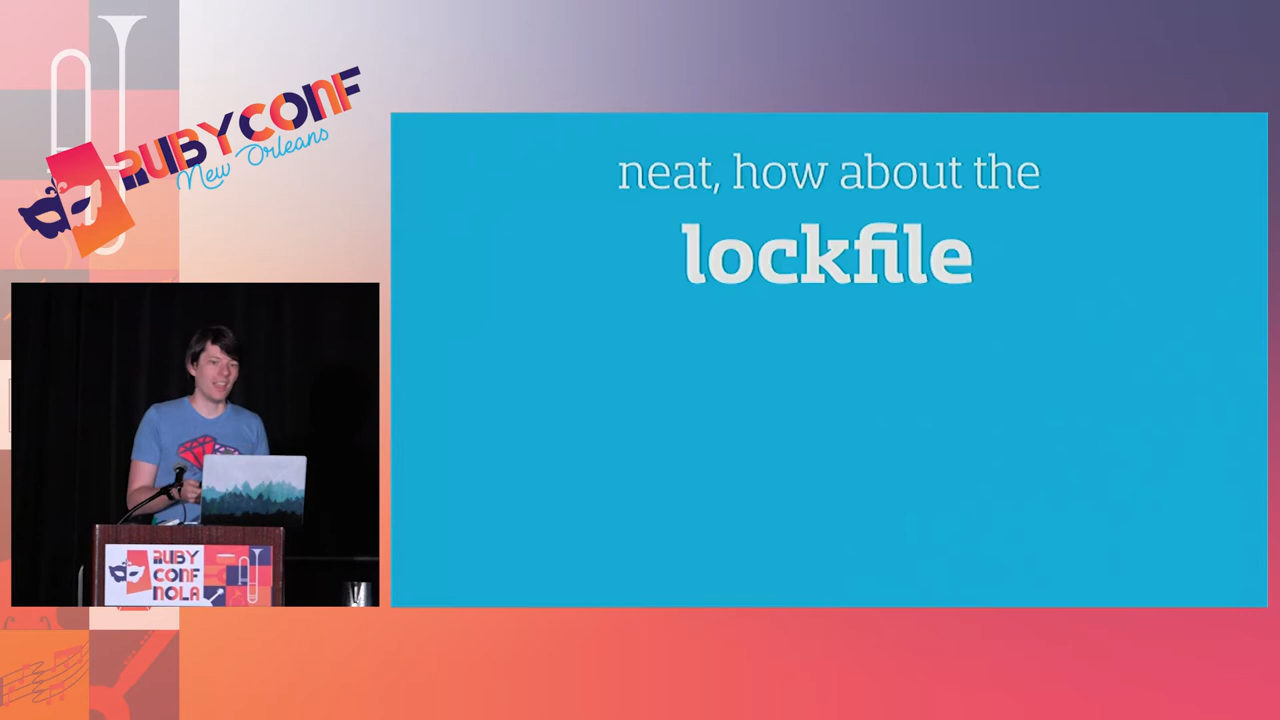 RUBYCONF
New Orleans
neat, how about the
lockfile
RUBY
CONF
NOLA